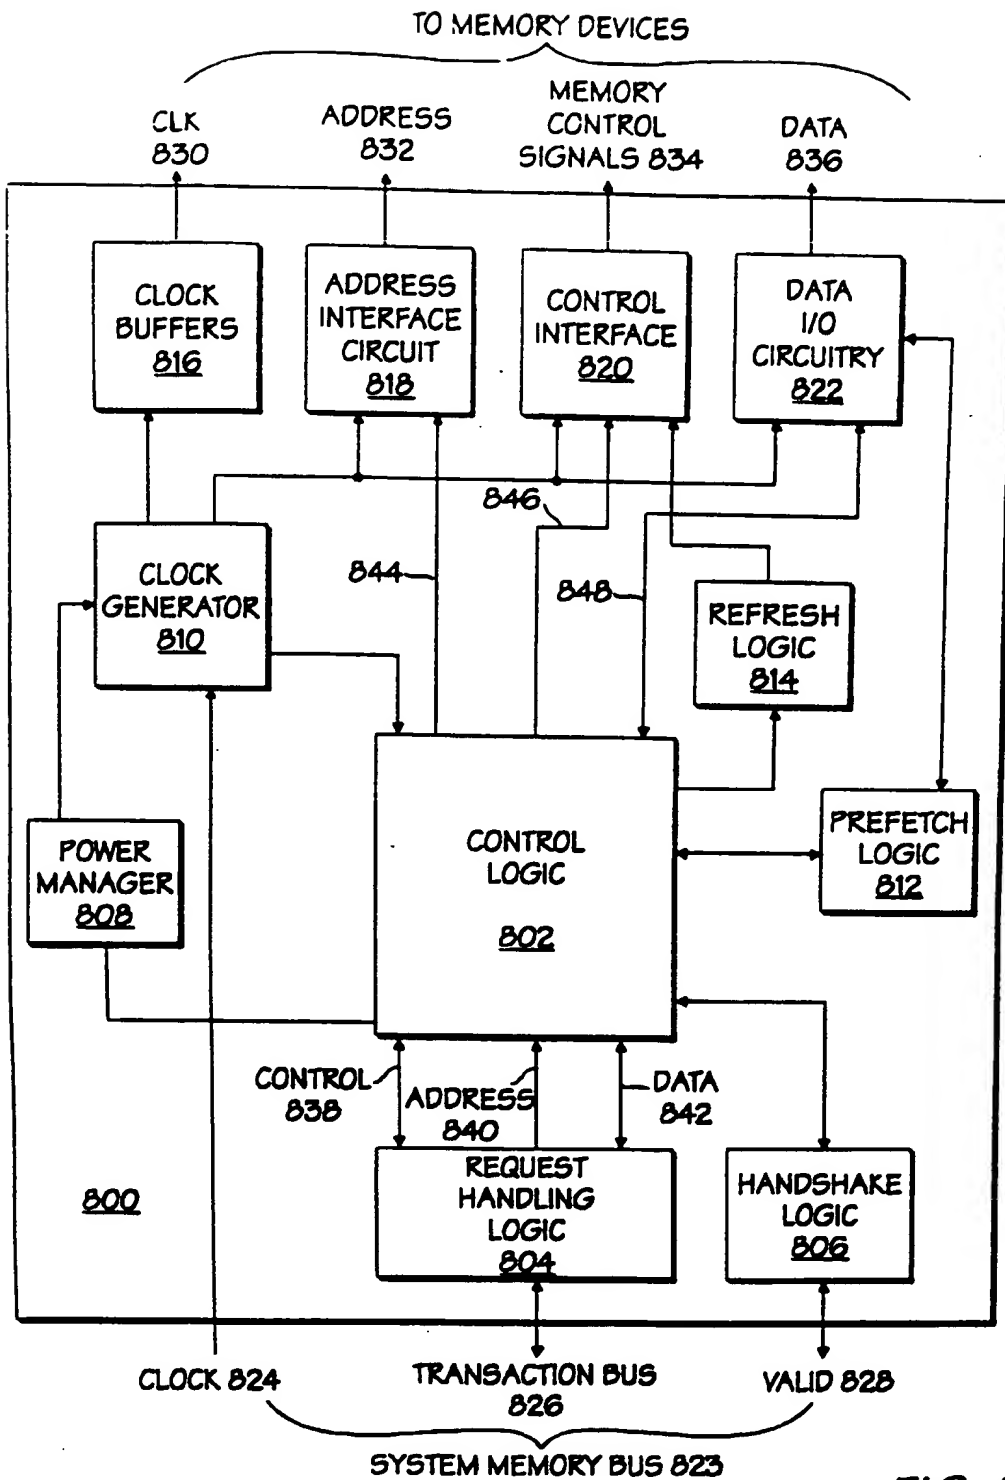 TO MEMORY DEVICES
CLK
830
ADDRESS
832
MEMORY
CONTROL
SIGNALS 834
DATA
836
CLOCK
BUFFERS
816
ADDRESS
INTERFACE
CIRCUIT
818
CONTROL
INTERFACE
820
DATA
I/O
CIRCUITRY
822
846
844
848
CLOCK
GENERATOR
810
REFRESH
LOGIC
814
POWER
MANAGER
808
CONTROL
LOGIC
802
PREFETCH
LOGIC
812
CONTROL
838
ADDRESS
840
DATA
842
800
REQUEST
HANDLING
LOGIC
804
HANDSHAKE
LOGIC
806
CLOCK 824
TRANSACTION BUS
826
VALID 828
SYSTEM MEMORY BUS 823